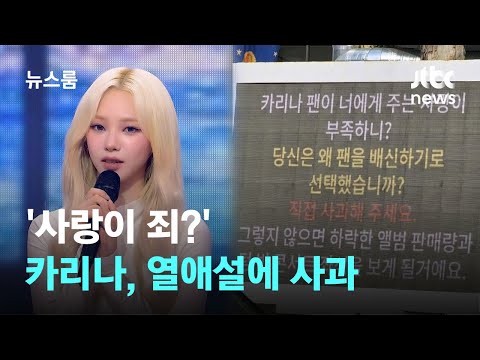 뉴스룸
jtbc
news
카리나 팬이 너에게 주는 사랑이
부족하니?
당신은 왜 팬을 배신하기로
선택했습니까?
직접 사과해 주세요.
그렇지 않으면 하락한 앨범 판매량과
을 보게 될거에요.
'사랑이 죄?'
카리나, 열애설에 사과